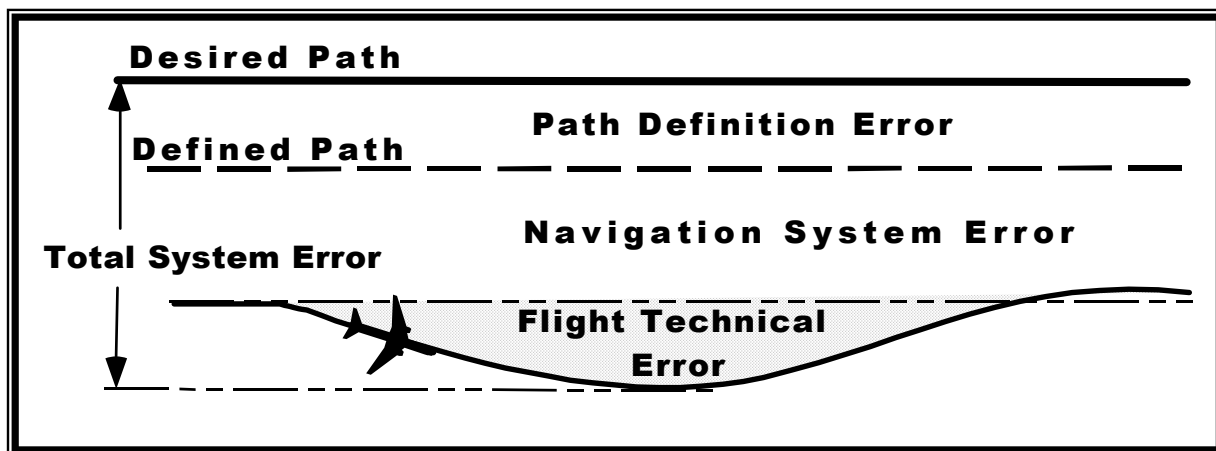 Desired Path
Path Definition Error
Defined Path
Navigation System Error
Total System Error
Flight Technical
Error